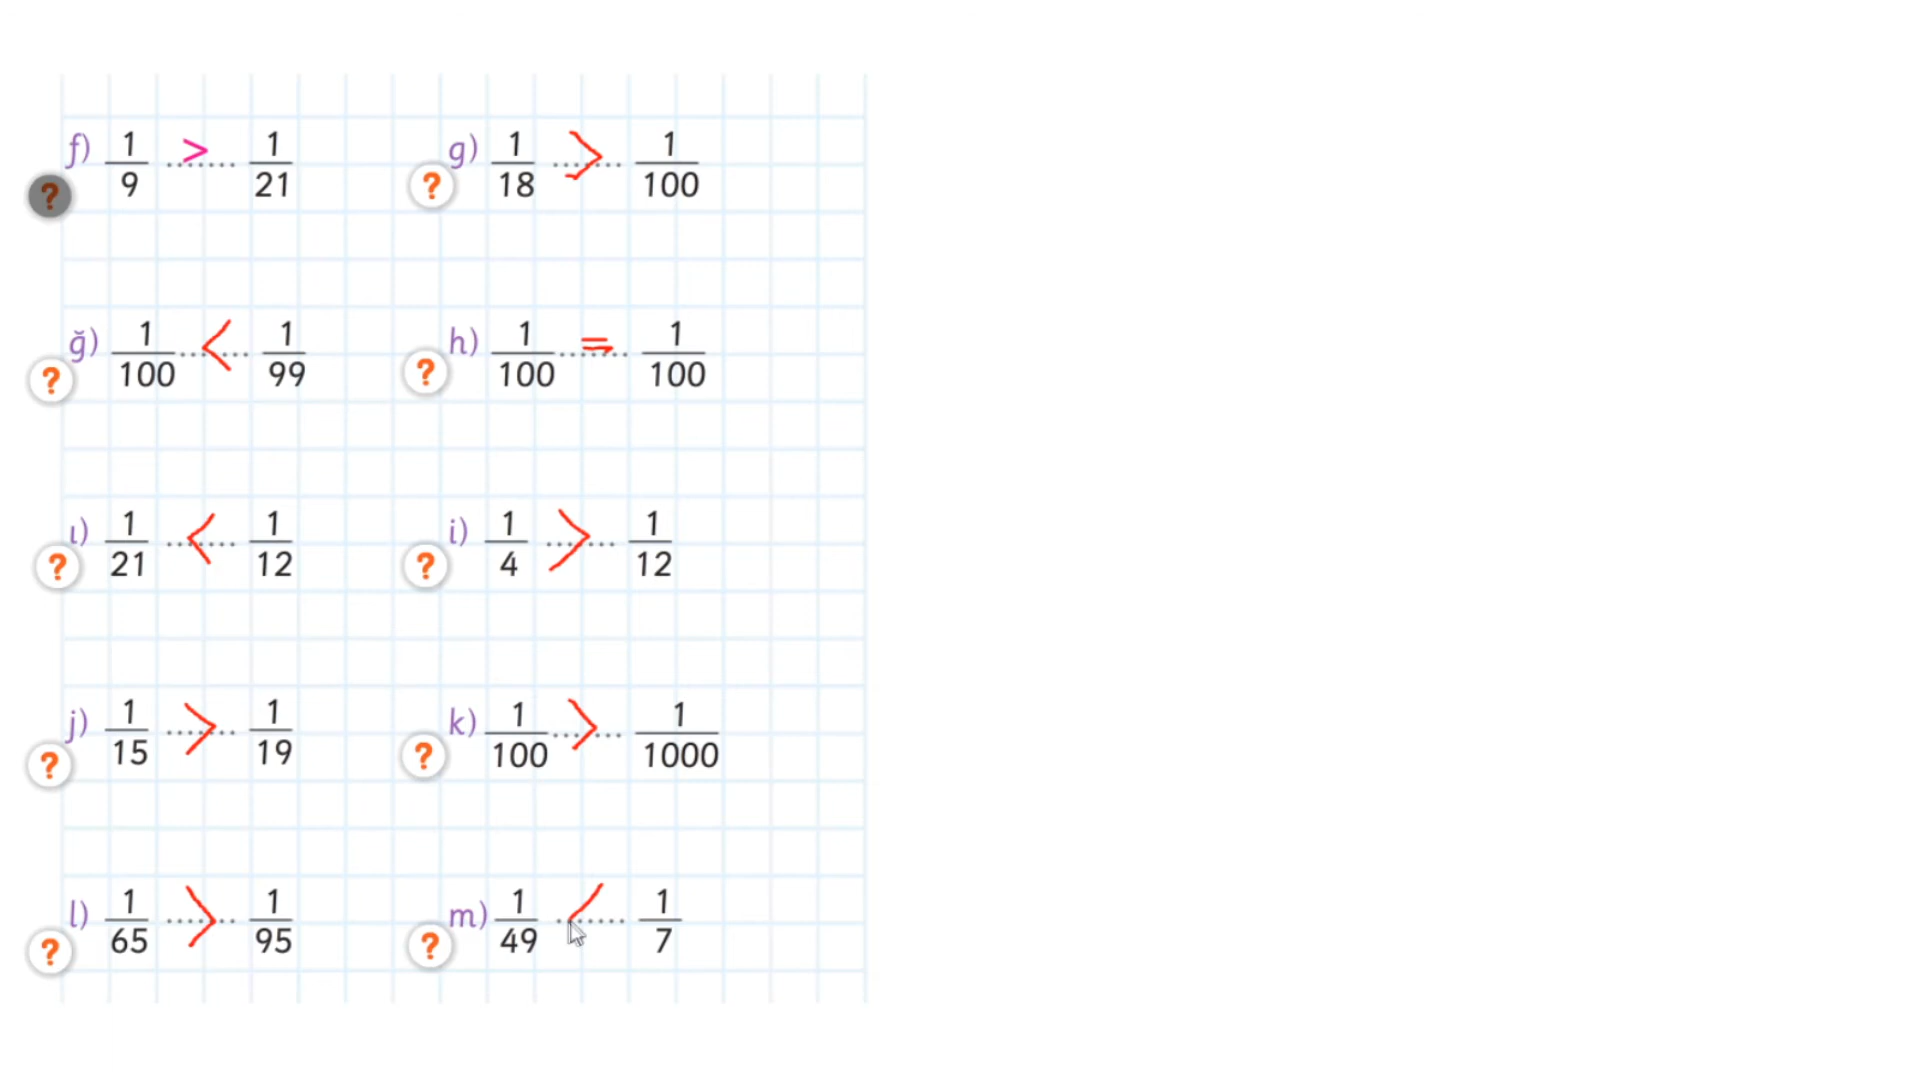 f) 1/9 ....>.... 1/21
g) 1/18 ....>.... 1/100
?
?
ğ) 1/100 ....<.... 1/99
h) 1/100 ....=.... 1/100
?
?
ı) 1/21 ....<.... 1/12
i) 1/4 ....>.... 1/12
?
?
j) 1/15 ....>.... 1/19
k) 1/100 ....>.... 1/1000
?
?
l) 1/65 ....>.... 1/95
m) 1/49 ........ 1/7
?
?